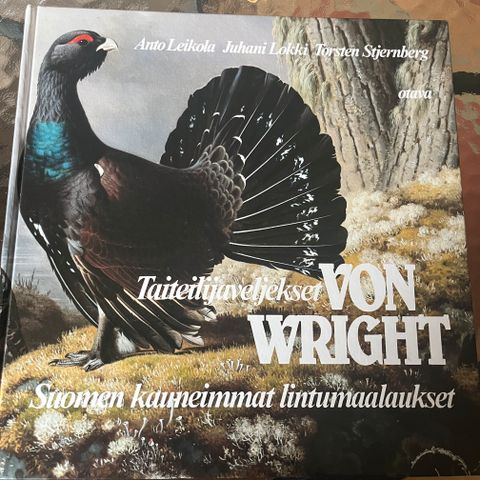 Anto Leikola Juhani Lokki Torsten Stjernberg
otava
Taiteilijaveljekset VON
WRIGHT
Suomen kauneimmat lintumaalaukset